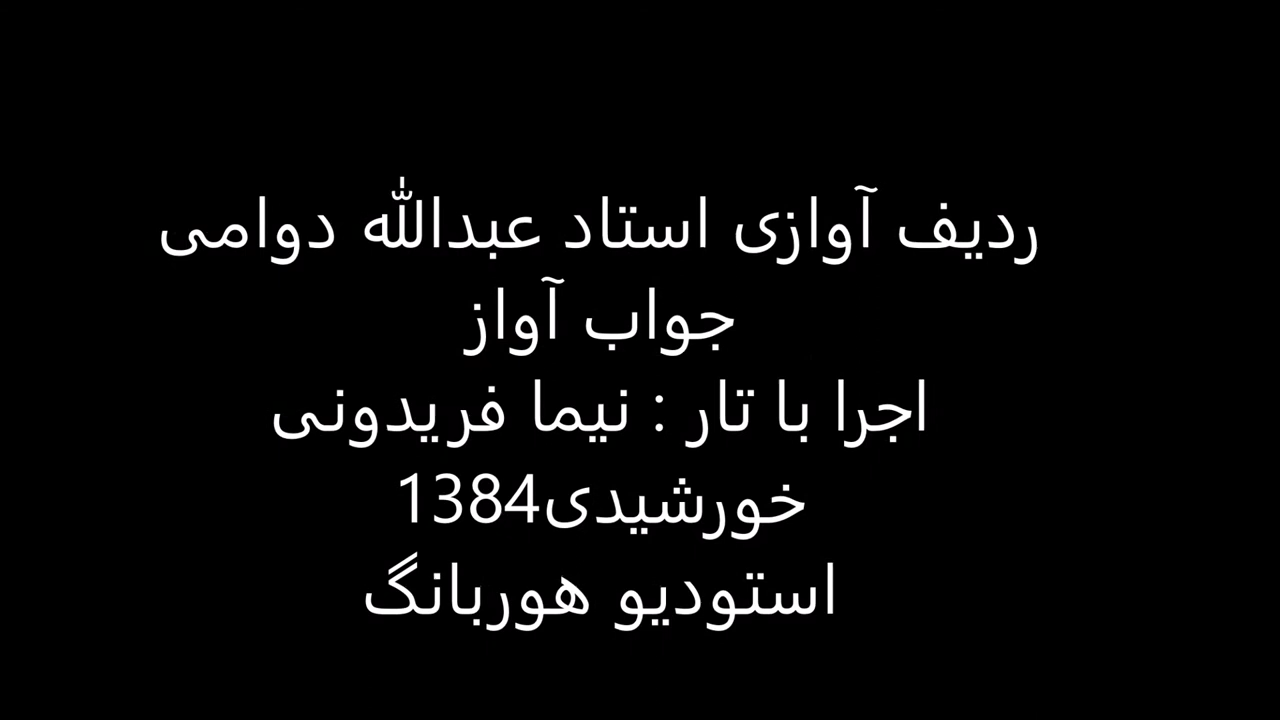 ردیف آوازی استاد عبدالله دوامی
جواب آواز
اجرا با تار : نیما فریدونی
خورشیدی1384
استودیو هوربانگ